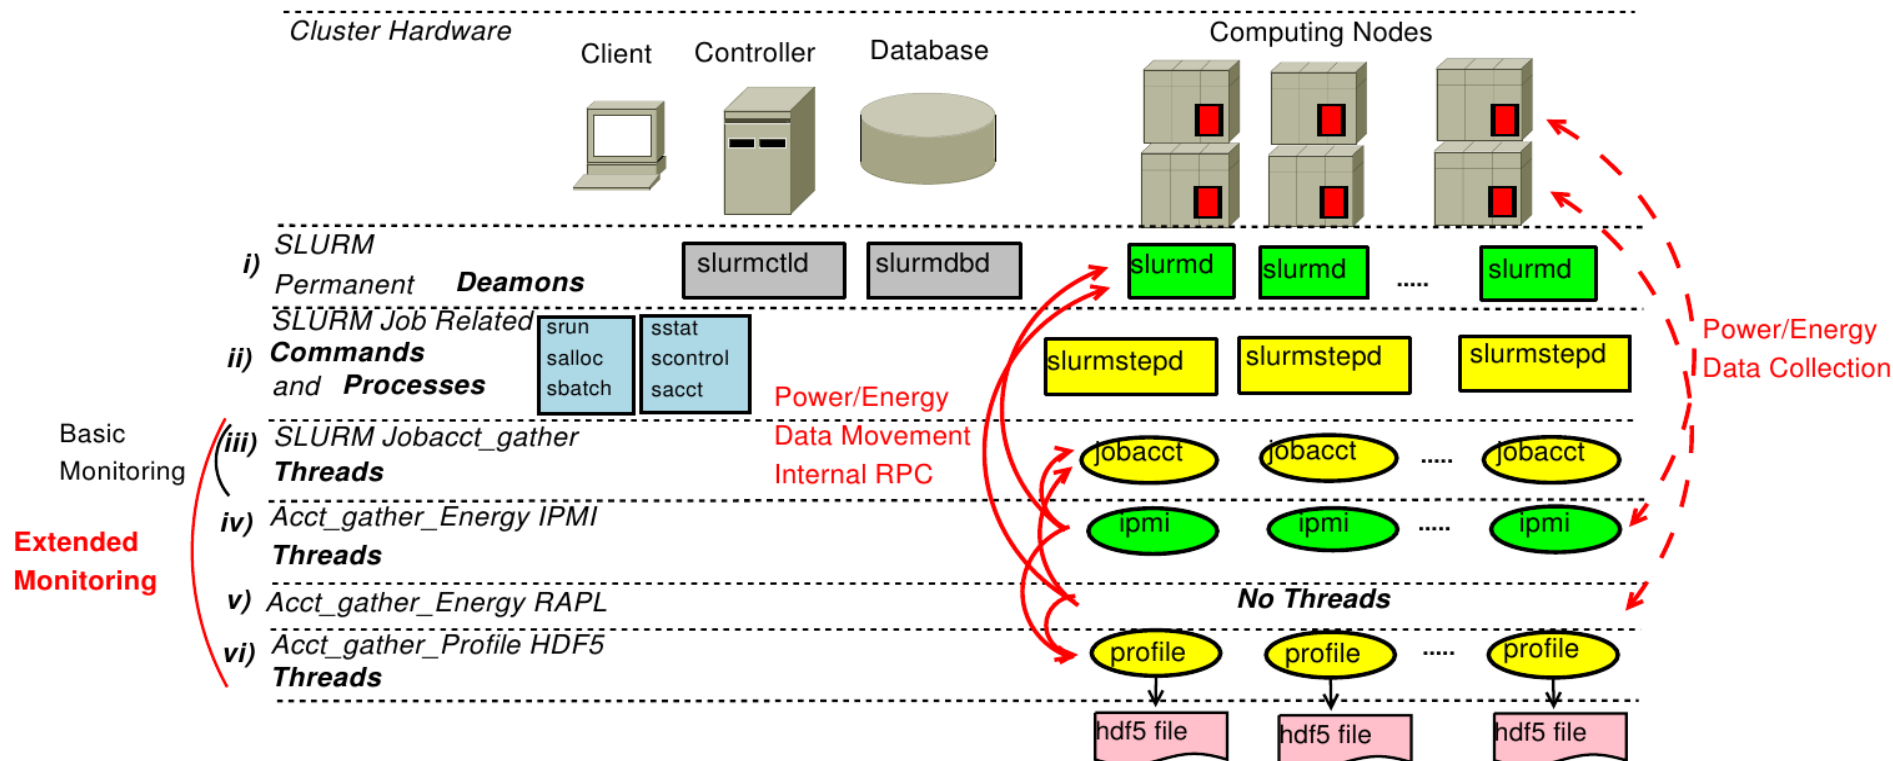 Cluster Hardware
Client
Controller
Database
Computing Nodes
i) SLURM
Permanent Deamons
slurmctld
slurmdbd
slurmd
slurmd
.....
slurmd
ii) SLURM Job Related
Commands
and Processes
srun
salloc
sbatch
sstat
scontrol
sacct
slurmstepd
slurmstepd
slurmstepd
Power/Energy
Data Collection
Power/Energy
Data Movement
Internal RPC
Basic
Monitoring
Extended
Monitoring
iii) SLURM Jobacct_gather
Threads
jobacct
jobacct
.....
jobacct
iv) Acct_gather_Energy IPMI
Threads
ipmi
ipmi
.....
ipmi
v) Acct_gather_Energy RAPL
No Threads
vi) Acct_gather_Profile HDF5
Threads
profile
profile
.....
profile
hdf5 file
hdf5 file
hdf5 file